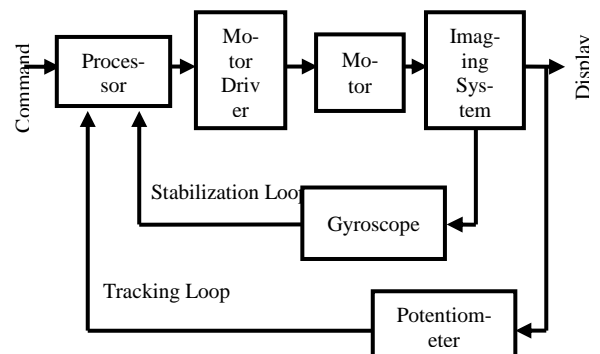 Command
Proces-
sor
Mo-
tor
Driv
er
Mo-
tor
Imag-
ing
Sys-
tem
Display
Stabilization Loop
Gyroscope
Tracking Loop
Potentiom-
eter